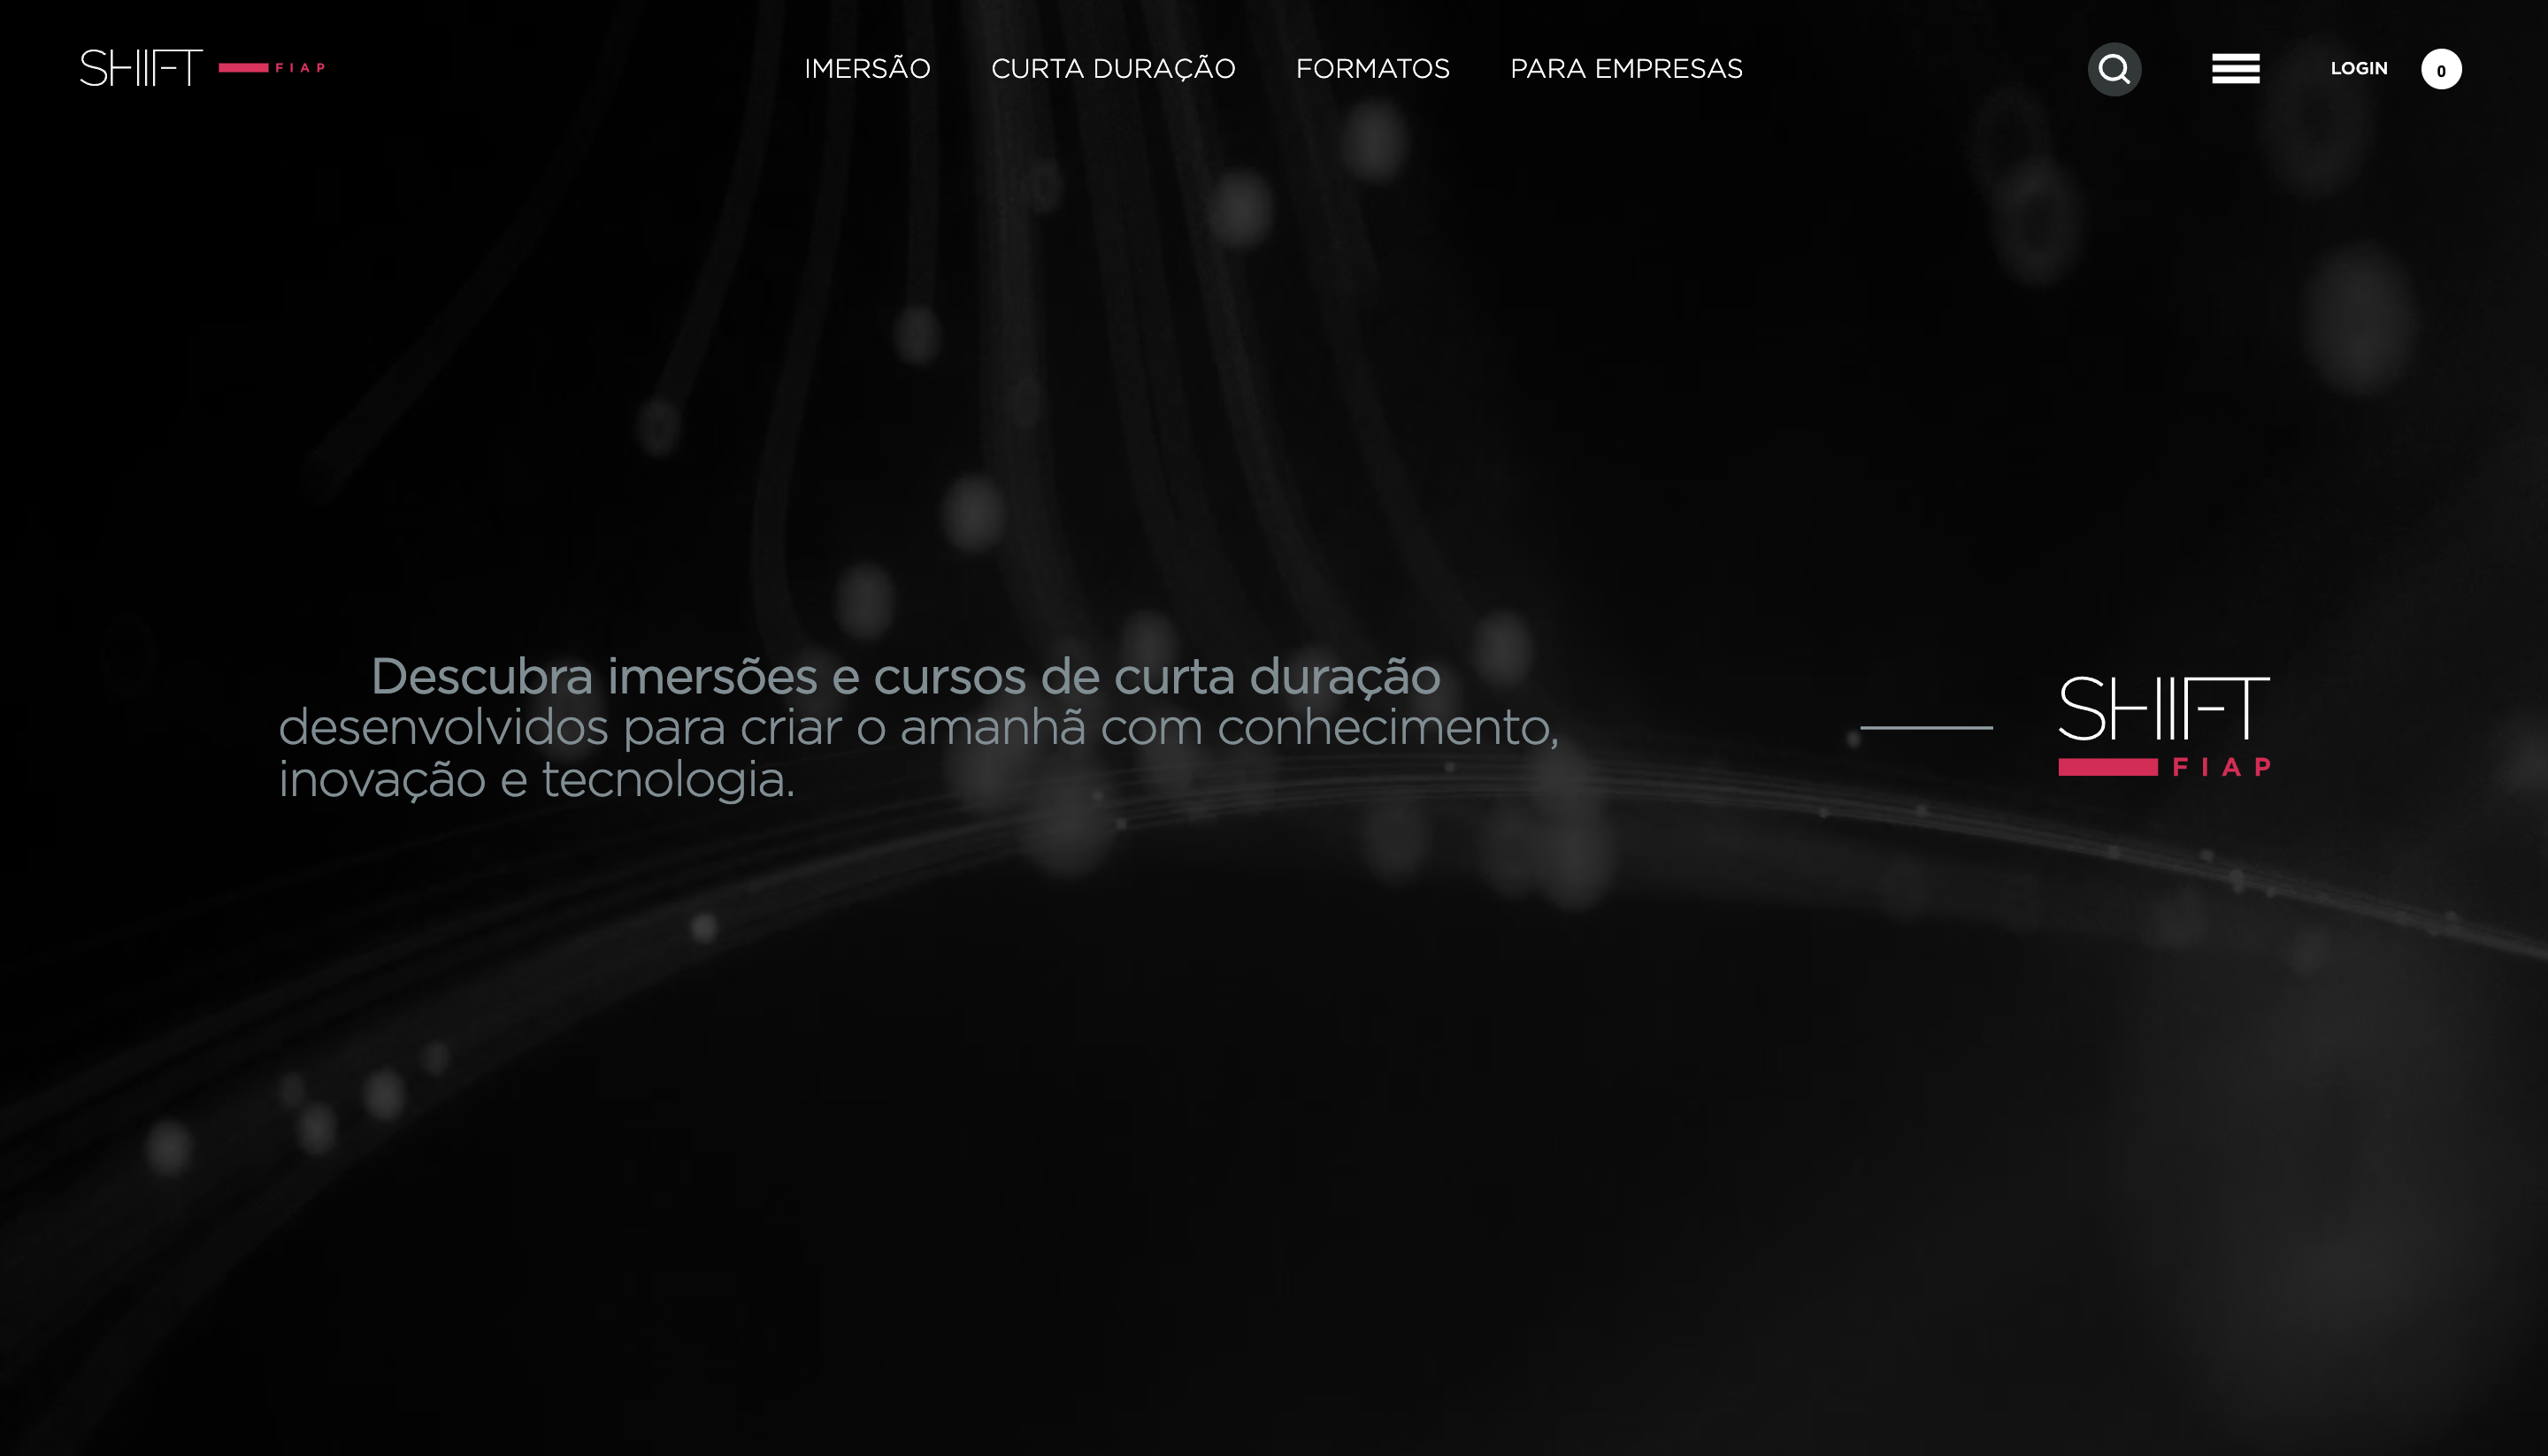 SHIFT FIAP
IMERSÃO CURTA DURAÇÃO FORMATOS PARA EMPRESAS
LOGIN 0
Descubra imersões e cursos de curta duração
desenvolvidos para criar o amanhã com conhecimento,
inovação e tecnologia.
SHIFT
FIAP